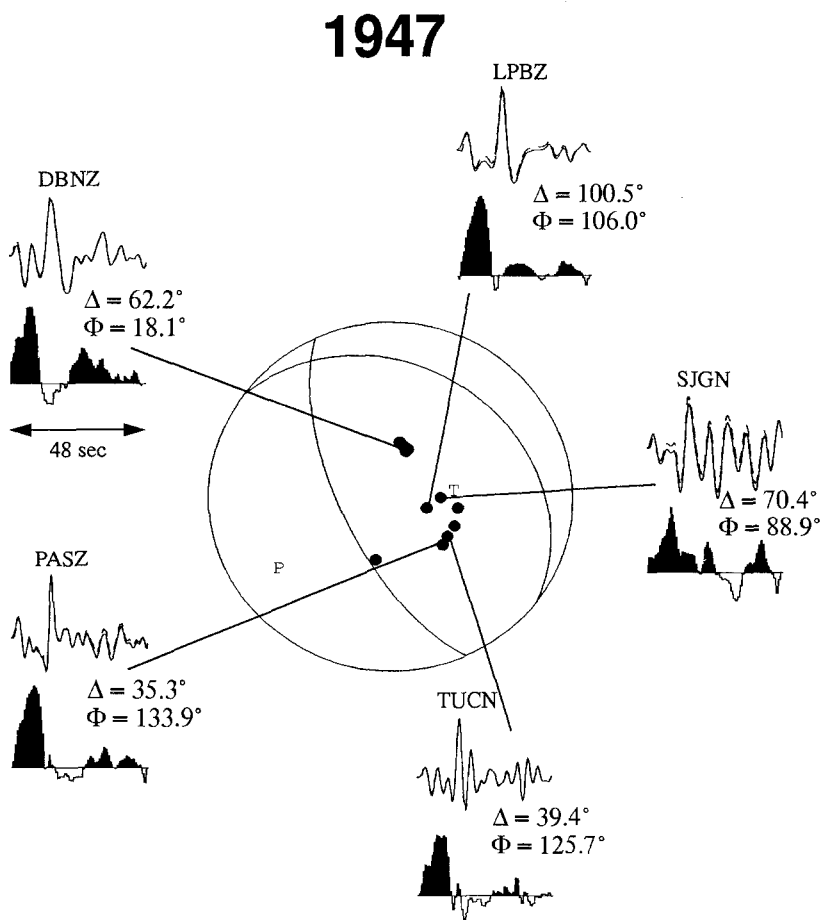 1947
LPBZ
Δ = 100.5°
Φ = 106.0°
DBNZ
Δ = 62.2°
Φ = 18.1°
48 sec
SJGN
Δ = 70.4°
Φ = 88.9°
T
P
PASZ
Δ = 35.3°
Φ = 133.9°
TUCN
Δ = 39.4°
Φ = 125.7°